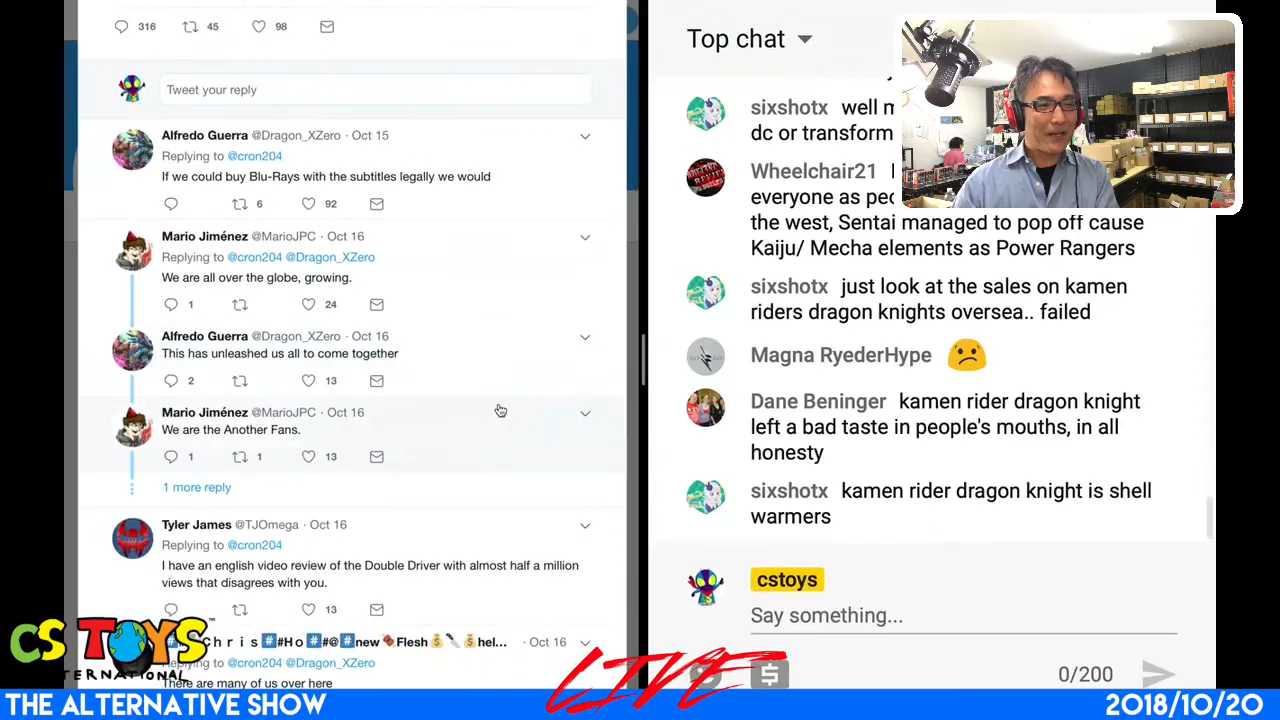 316 45 98
Tweet your reply
Alfredo Guerra @Dragon_XZero · Oct 15
Replying to @cron204
If we could buy Blu-Rays with the subtitles legally we would
6 92
Mario Jiménez @MarioJPC · Oct 16
Replying to @cron204 @Dragon_XZero
We are all over the globe, growing.
1 24
Alfredo Guerra @Dragon_XZero · Oct 16
This has unleashed us all to come together
2 13
Mario Jiménez @MarioJPC · Oct 16
We are the Another Fans.
1 1 13
1 more reply
Tyler James @TJOmega · Oct 16
Replying to @cron204
I have an english video review of the Double Driver with almost half a million
views that disagrees with you.
13
Chris #️⃣#Ho#️⃣#@#️⃣new Flesh💰🔪💰hel... · Oct 16
Replying to @cron204 @Dragon_XZero
There are many of us over here
Top chat
sixshotx well
dc or transform
Wheelchair21
everyone as
the west, Sentai managed to pop off cause
Kaiju/ Mecha elements as Power Rangers
sixshotx just look at the sales on kamen
riders dragon knights oversea.. failed
Magna RyederHype 😕
Dane Beninger kamen rider dragon knight
left a bad taste in people's mouths, in all
honesty
sixshotx kamen rider dragon knight is shell
warmers
cstoys
Say something...
0/200
CS TOYS
TERNATIONAL
LIVE
THE ALTERNATIVE SHOW
2018/10/20